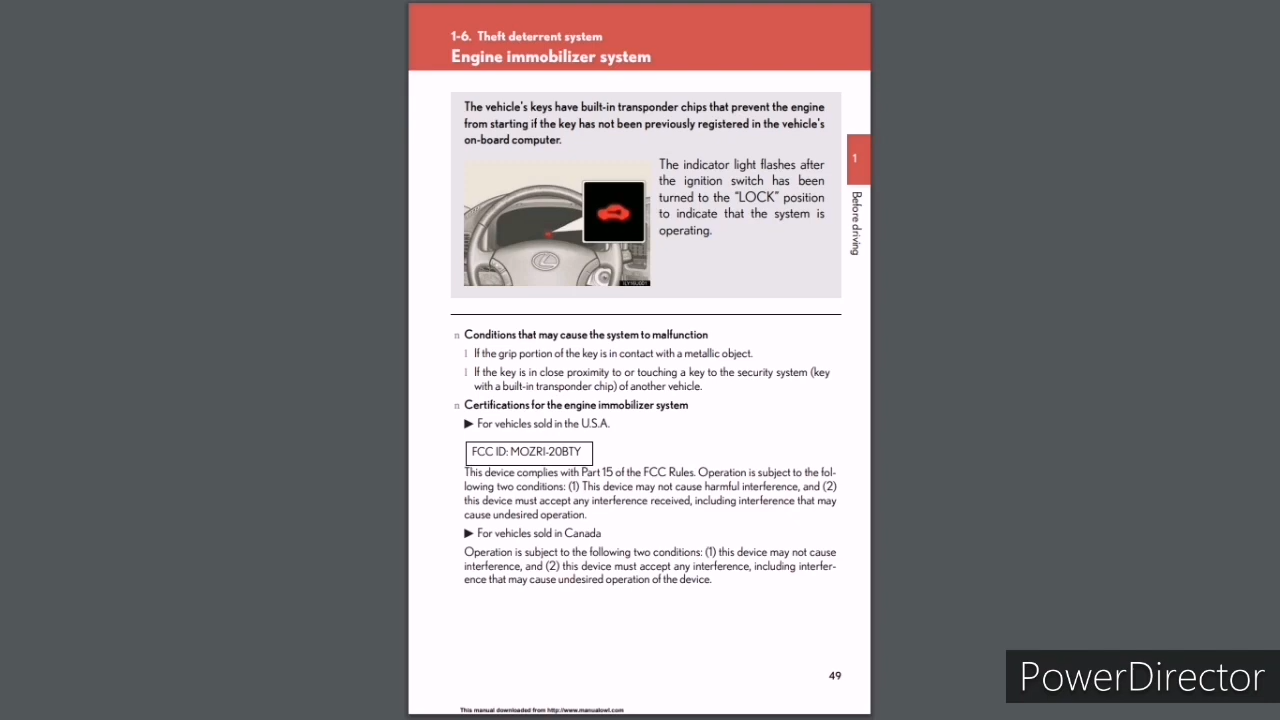 1-6. Theft deterrent system
Engine immobilizer system
The vehicle's keys have built-in transponder chips that prevent the engine
from starting if the key has not been previously registered in the vehicle's
on-board computer.
The indicator light flashes after
the ignition switch has been
turned to the “LOCK” position
to indicate that the system is
operating.
1
Before driving
n Conditions that may cause the system to malfunction
l If the grip portion of the key is in contact with a metallic object.
l If the key is in close proximity to or touching a key to the security system (key
with a built-in transponder chip) of another vehicle.
n Certifications for the engine immobilizer system
▶ For vehicles sold in the U.S.A.
FCC ID: MOZRI-20BTY
This device complies with Part 15 of the FCC Rules. Operation is subject to the fol-
lowing two conditions: (1) This device may not cause harmful interference, and (2)
this device must accept any interference received, including interference that may
cause undesired operation.
▶ For vehicles sold in Canada
Operation is subject to the following two conditions: (1) this device may not cause
interference, and (2) this device must accept any interference, including interfer-
ence that may cause undesired operation of the device.
49
This manual downloaded from http://www.manualowl.com
PowerDirector